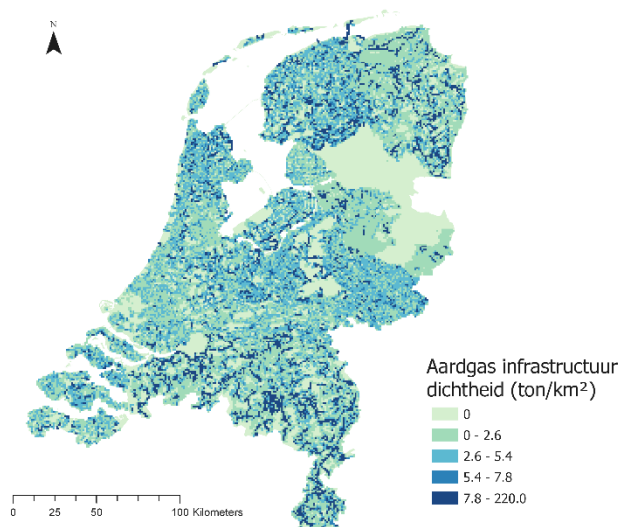 N
Aardgas infrastructuur
dichtheid (ton/km²)
0
0 - 2.6
2.6 - 5.4
5.4 - 7.8
7.8 - 220.0
0 25 50 100 Kilometers